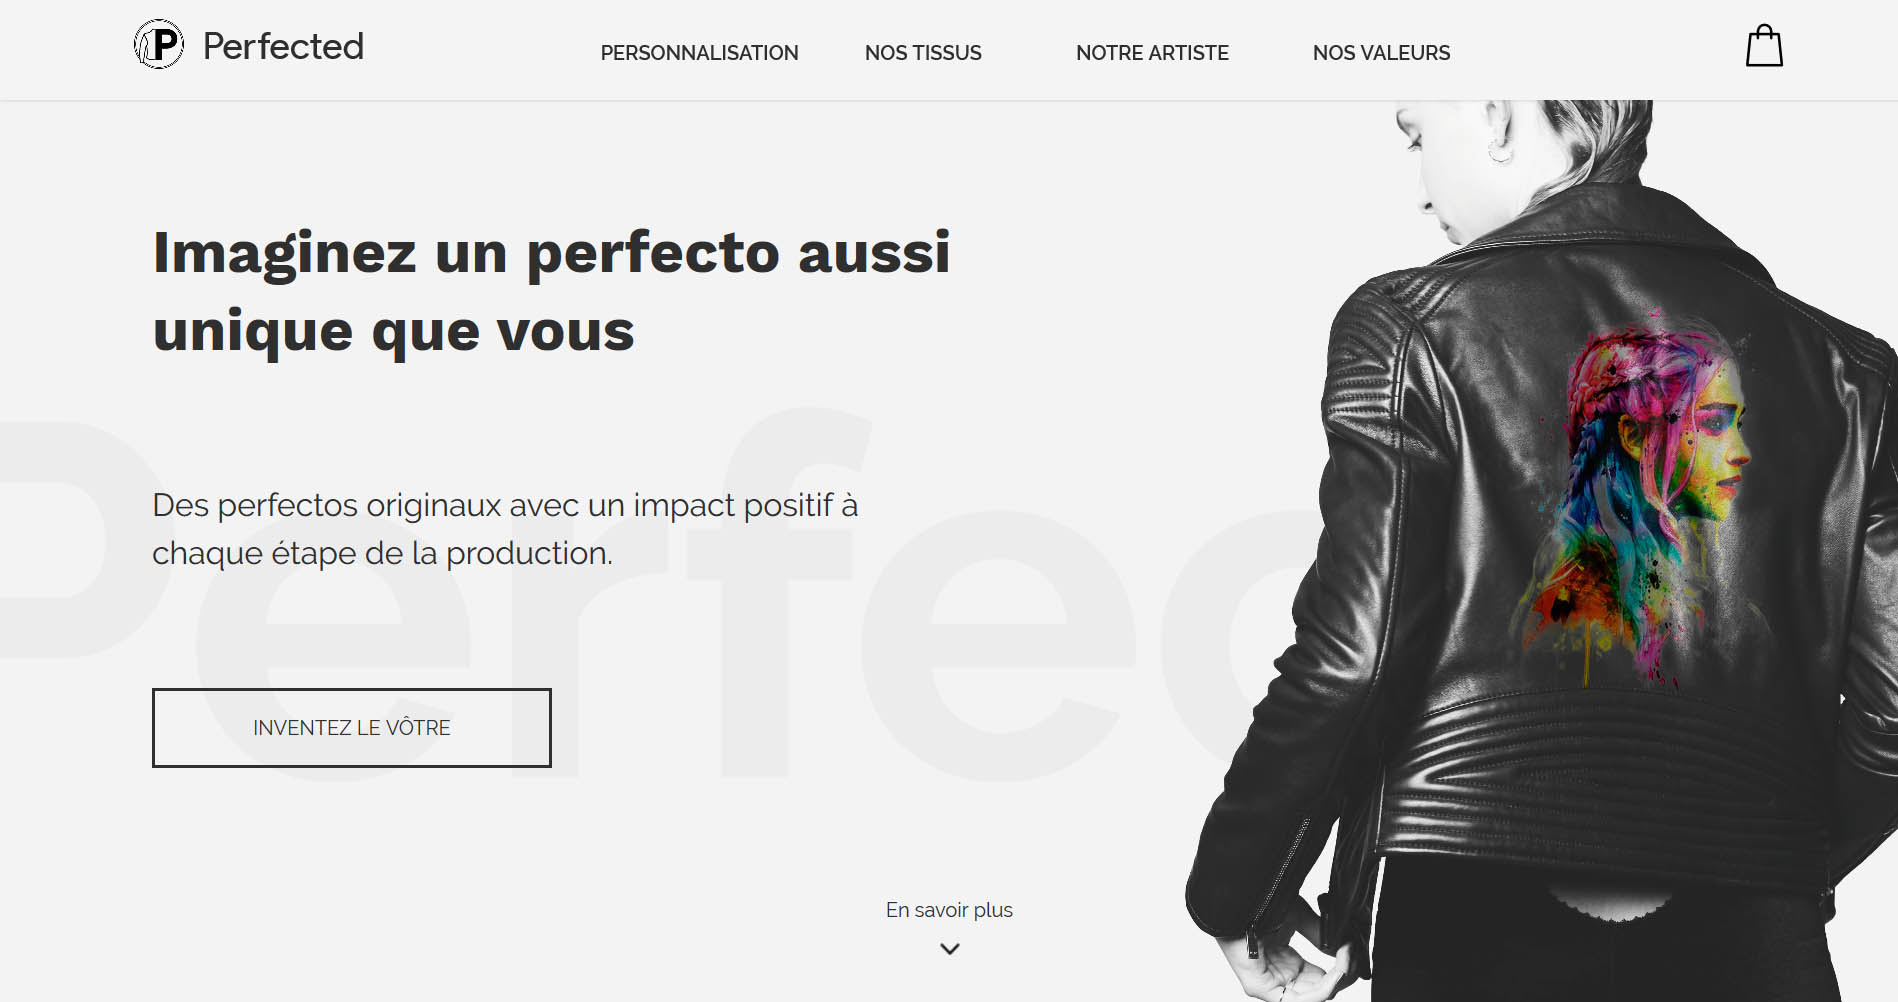 P Perfected
PERSONNALISATION
NOS TISSUS
NOTRE ARTISTE
NOS VALEURS
Imaginez un perfecto aussi
unique que vous
Perfec
Des perfectos originaux avec un impact positif à
chaque étape de la production.
INVENTEZ LE VÔTRE
En savoir plus